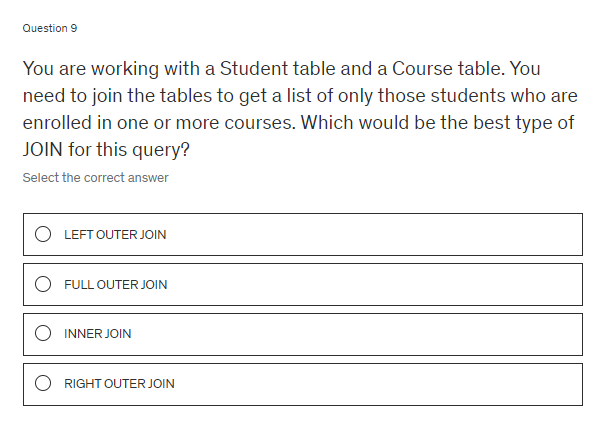 Question 9
You are working with a Student table and a Course table. You
need to join the tables to get a list of only those students who are
enrolled in one or more courses. Which would be the best type of
JOIN for this query?
Select the correct answer
LEFT OUTER JOIN
FULL OUTER JOIN
INNER JOIN
RIGHT OUTER JOIN